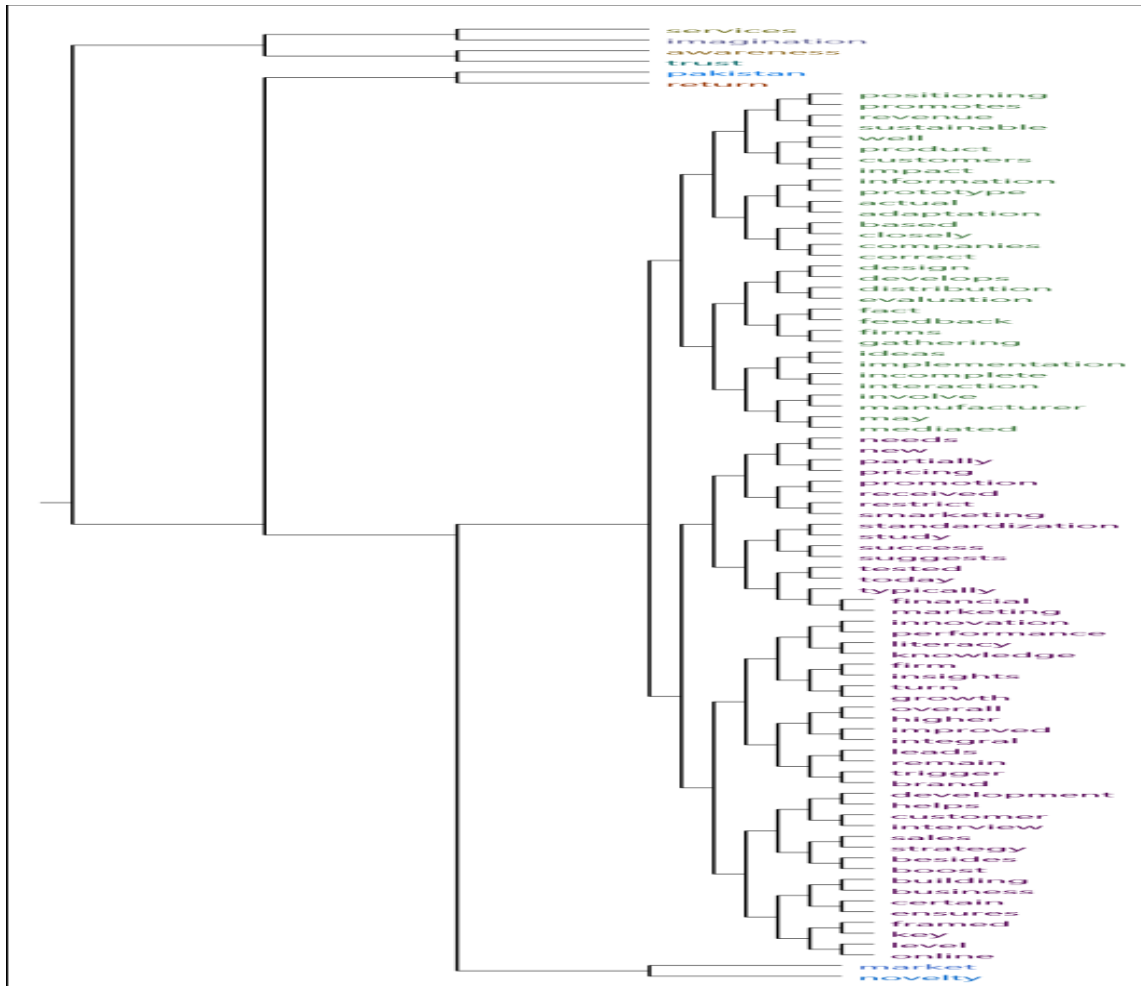 services
imagination
awareness
trust
pakistan
return
positioning
promotes
revenue
sustainable
well
product
customers
impact
information
prototype
actual
adaptation
based
closely
companies
correct
design
develops
distribution
evaluation
fact
feedback
firms
gathering
ideas
implementation
incomplete
interaction
involve
manufacturer
may
mediated
needs
new
partially
pricing
promotion
received
restrict
smarketing
standardization
study
success
suggests
tested
today
typically
financial
marketing
innovation
performance
literacy
knowledge
firm
insights
turn
growth
overall
higher
improved
integral
leads
remain
trigger
brand
development
helps
customer
interview
sales
strategy
besides
boost
building
business
certain
ensures
framed
key
level
online
market
novelty